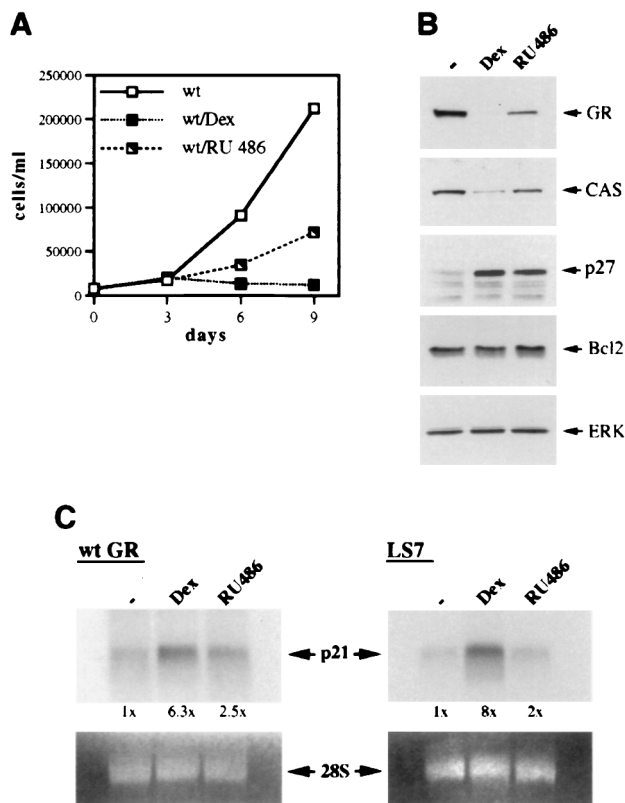 A
250000
200000
150000
100000
50000
0
cells/ml
wt
wt/Dex
wt/RU 486
0 3 6 9
days
B
- Dex RU486
GR
CAS
p27
Bcl2
ERK
C
wt GR
- Dex RU486
LS7
- Dex RU486
p21
1x 6.3x 2.5x
1x 8x 2x
28S